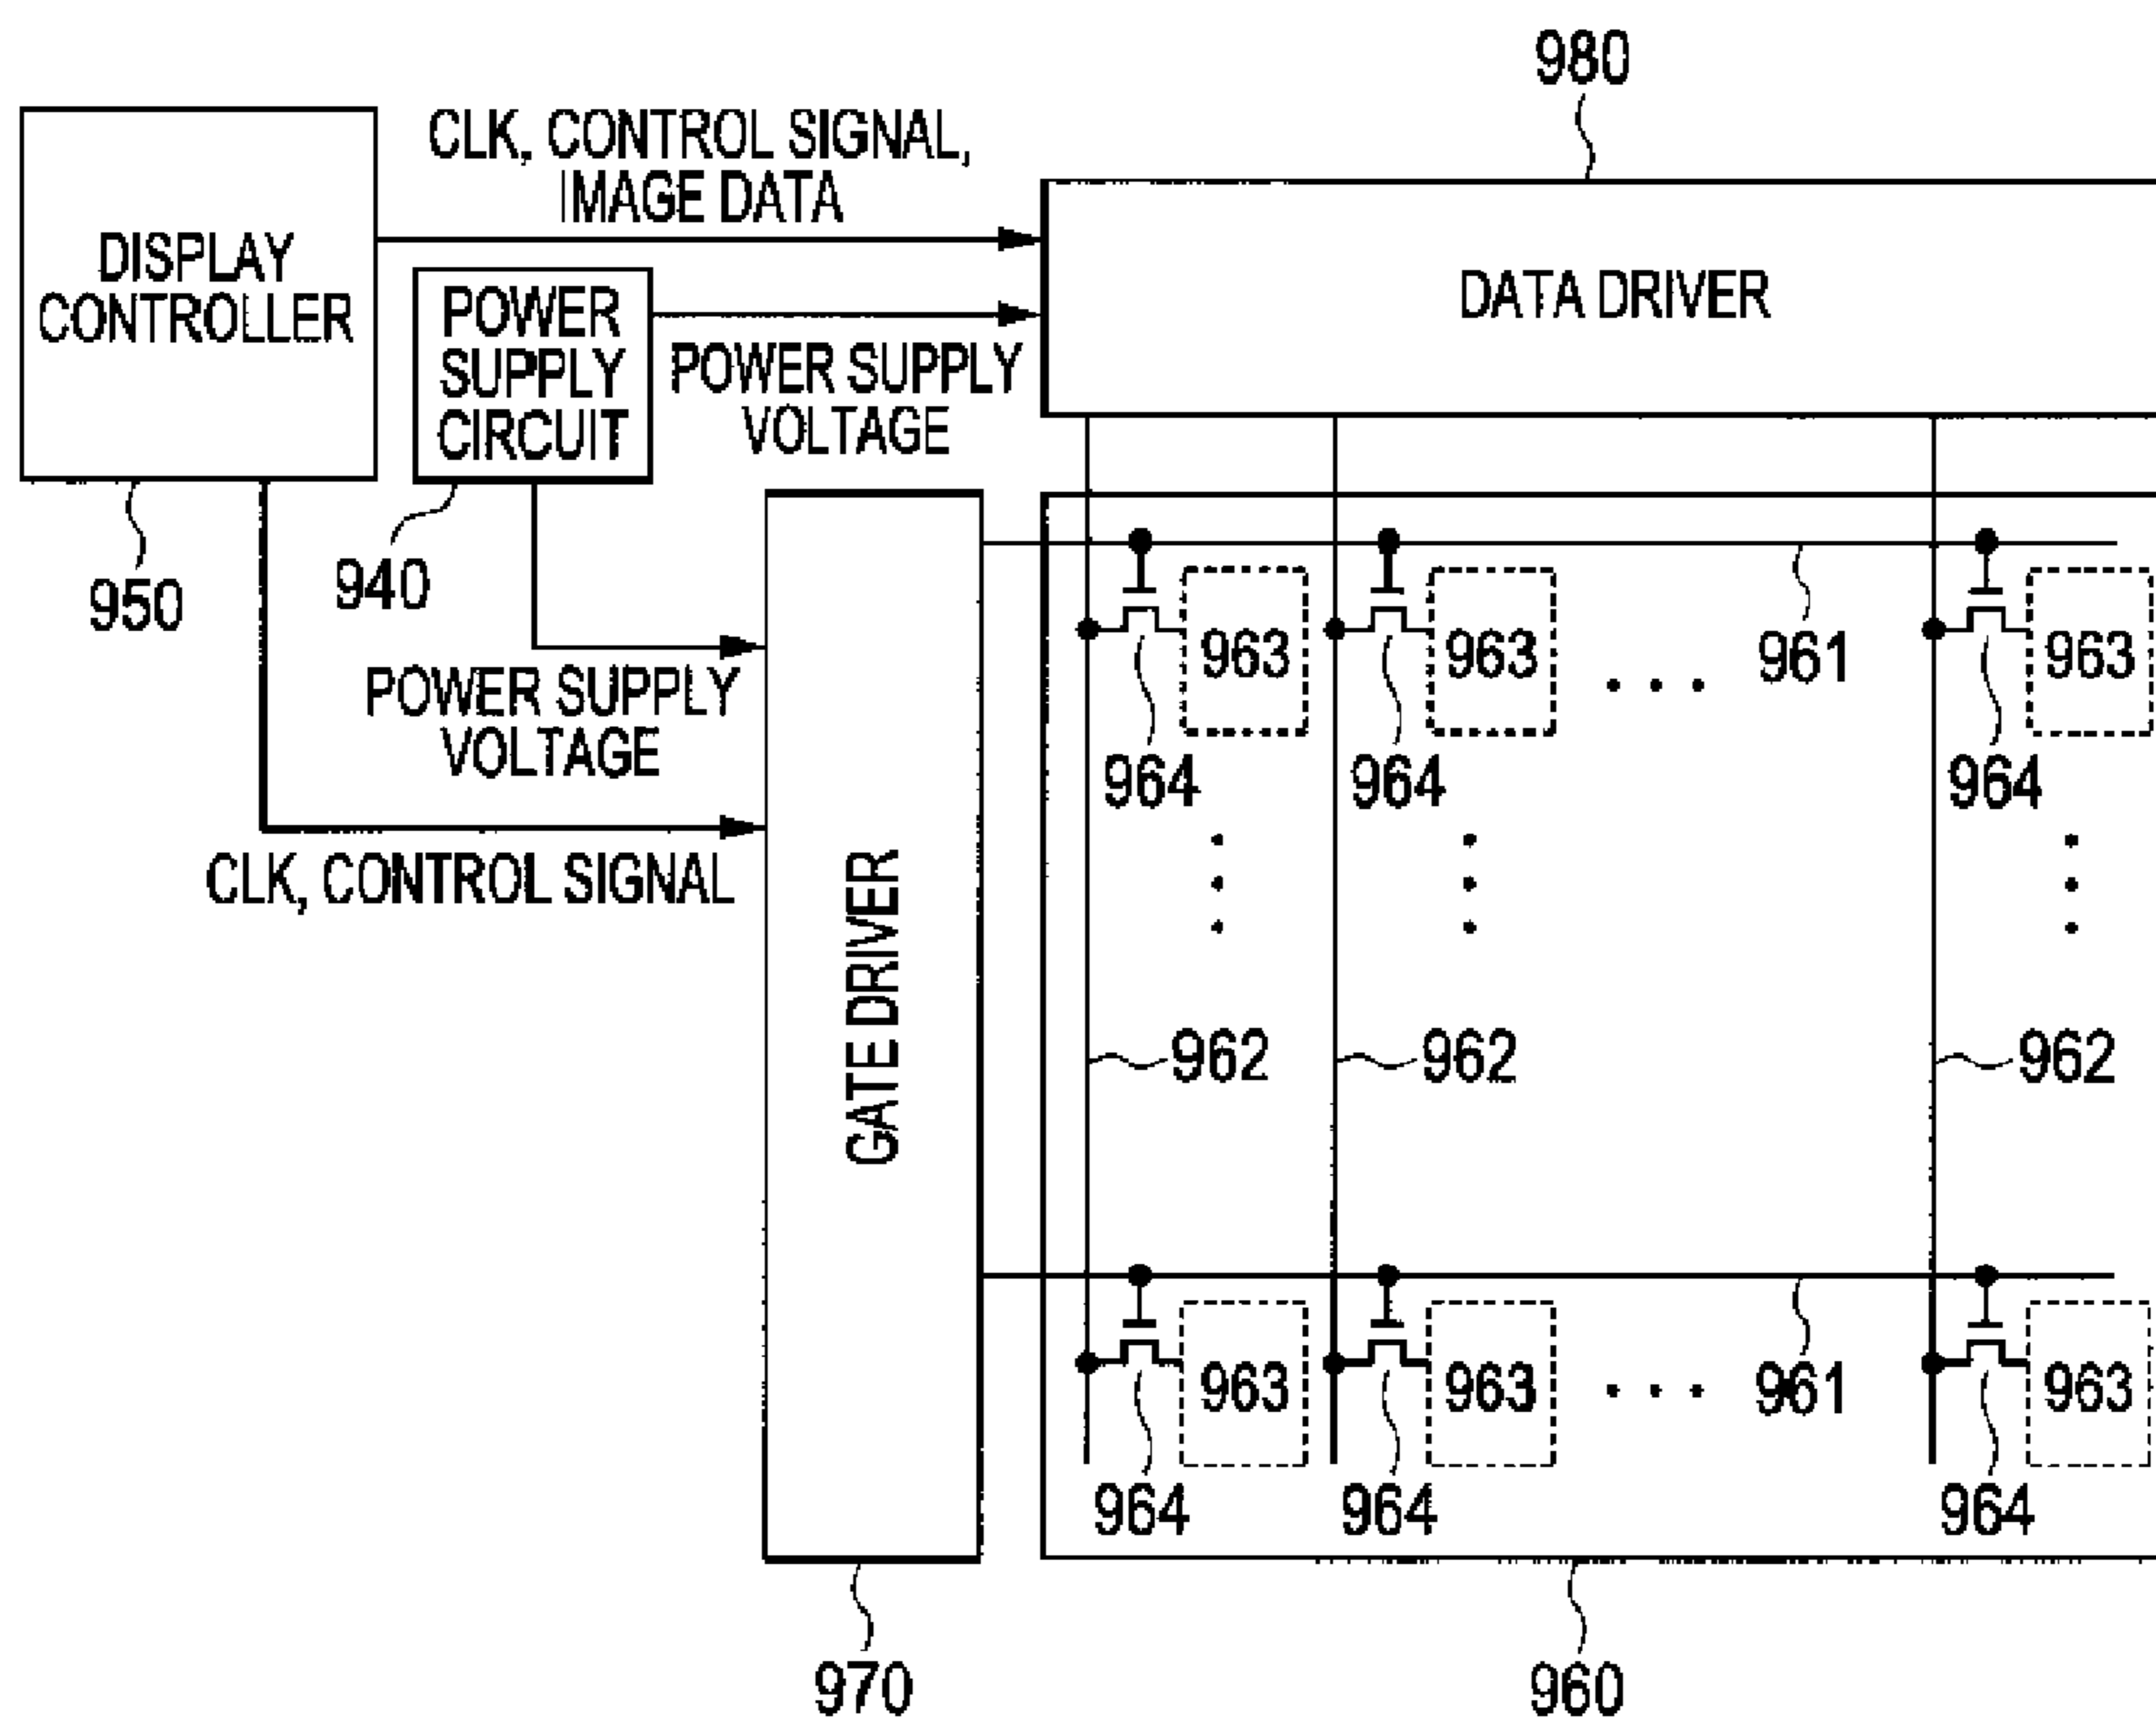 980
CLK, CONTROL SIGNAL,
IMAGE DATA
DISPLAY
CONTROLLER
POWER
SUPPLY
CIRCUIT
POWER SUPPLY
VOLTAGE
DATA DRIVER
950
940
POWER SUPPLY
VOLTAGE
CLK, CONTROL SIGNAL
GATE DRIVER
963
963
961
963
964
964
964
962
962
962
963
963
961
963
964
964
964
970
960